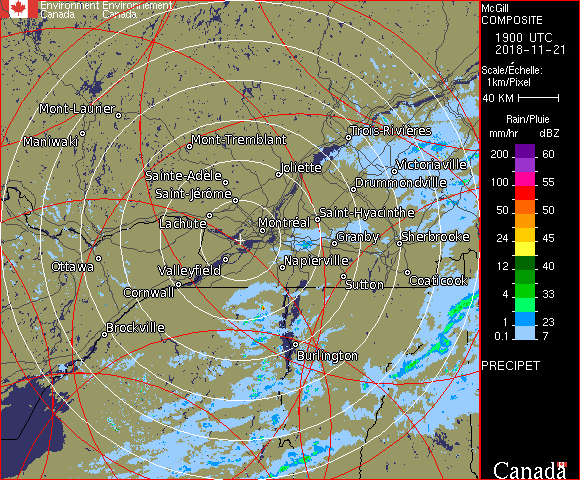 Environment Environnement
Canada Canada
McGill
COMPOSITE
1900 UTC
2018-11-21
Scale/Échelle:
1km/Pixel
40 KM
Rain/Pluie
mm/hr dBZ
200 60
150 57
100 55
50 50
24 45
12 40
4 33
1 23
0.1 7
PRECIPET
Canada
Mont-Laurier
Maniwaki
Mont-Tremblant
Trois-Rivières
Sainte-Adèle
Joliette
Victoriaville
Saint-Jérôme
Drummondville
Lachute
Montréal
Saint-Hyacinthe
Granby
Sherbrooke
Ottawa
Valleyfield
Napierville
Cornwall
Sutton
Coaticook
Brockville
Burlington